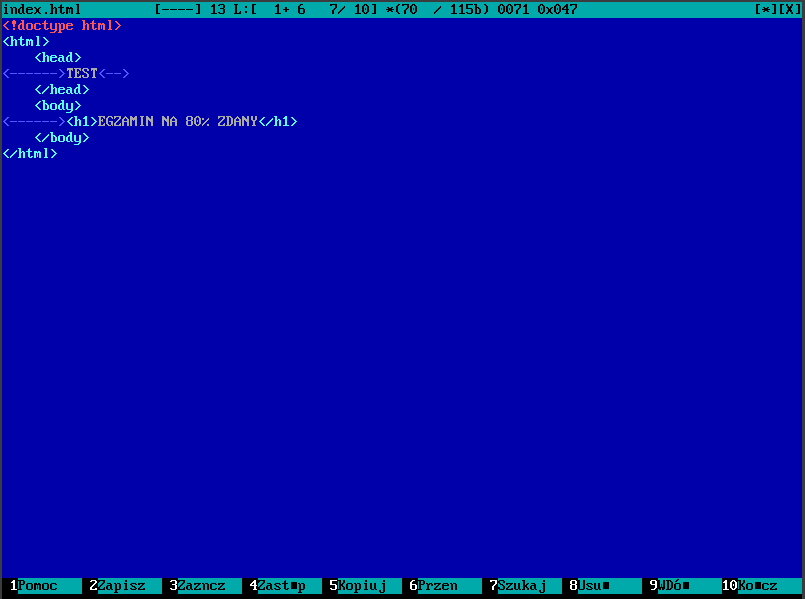 index.html [----] 13 L:[ 1+ 6 7/ 10] *(70 / 115b) 0071 0x047 [*][X]
<!doctype html>
<html>
<head>
<------>TEST<-->
</head>
<body>
<------><h1>EGZAMIN NA 80% ZDANY</h1>
</body>
</html>
1Pomoc 2Zapisz 3Zazncz 4Zast■p 5Kopiuj 6Przen 7Szukaj 8Usu■ 9WDó■ 10Ko■cz